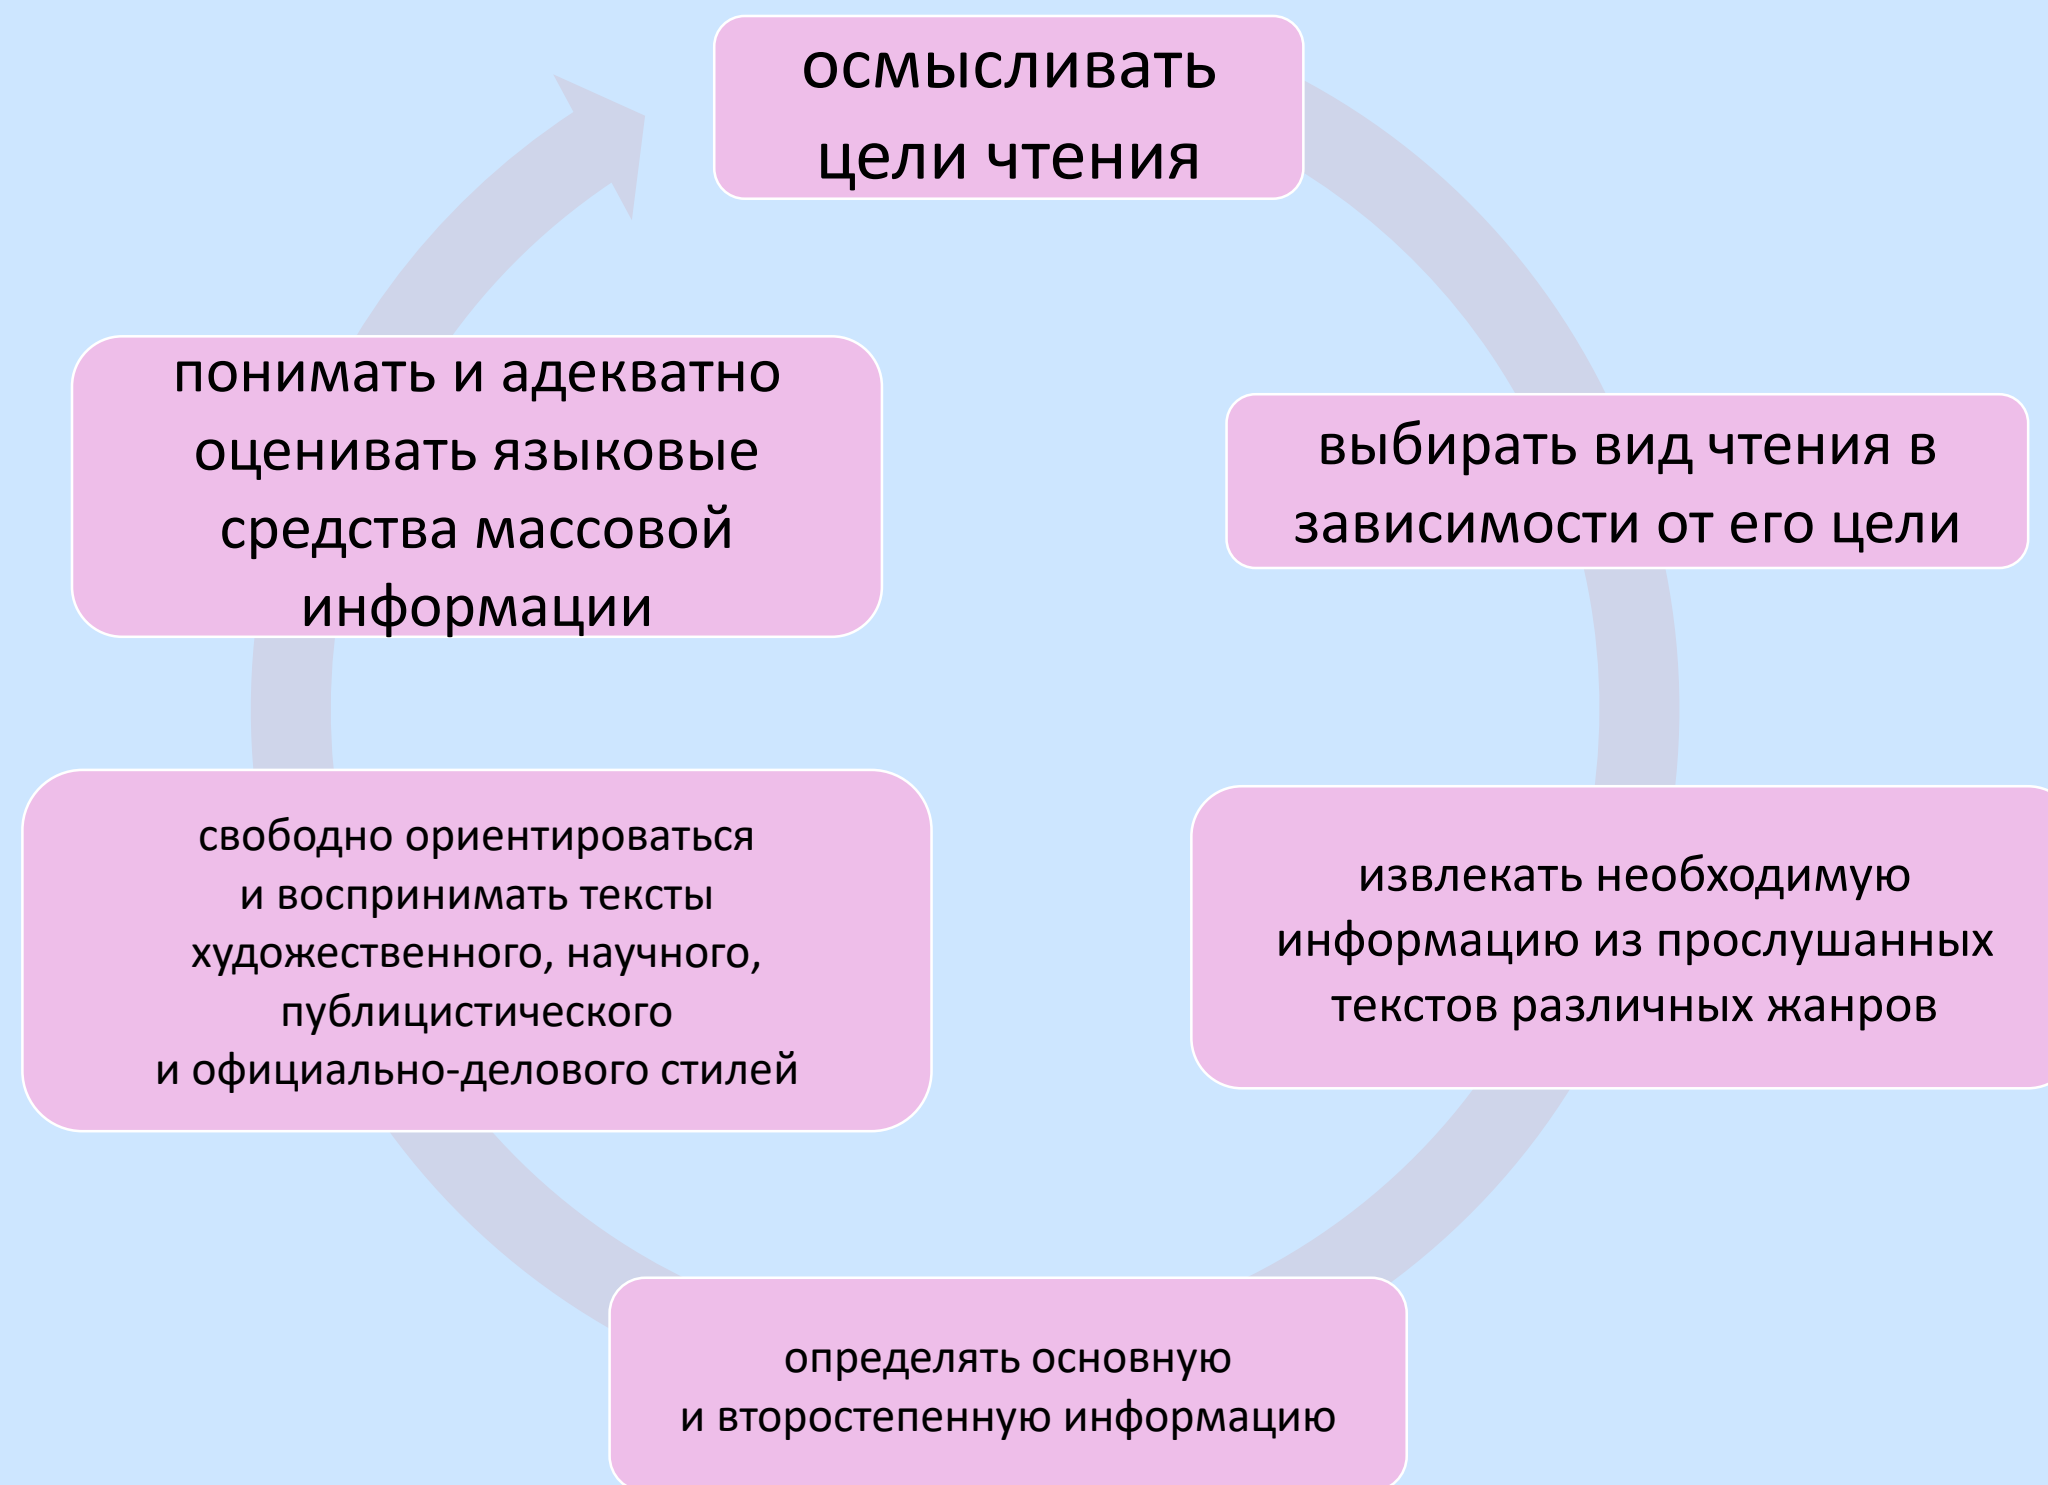 осмысливать
цели чтения
выбирать вид чтения в
зависимости от его цели
извлекать необходимую
информацию из прослушанных
текстов различных жанров
определять основную
и второстепенную информацию
свободно ориентироваться
и воспринимать тексты
художественного, научного,
публицистического
и официально-делового стилей
понимать и адекватно
оценивать языковые
средства массовой
информации